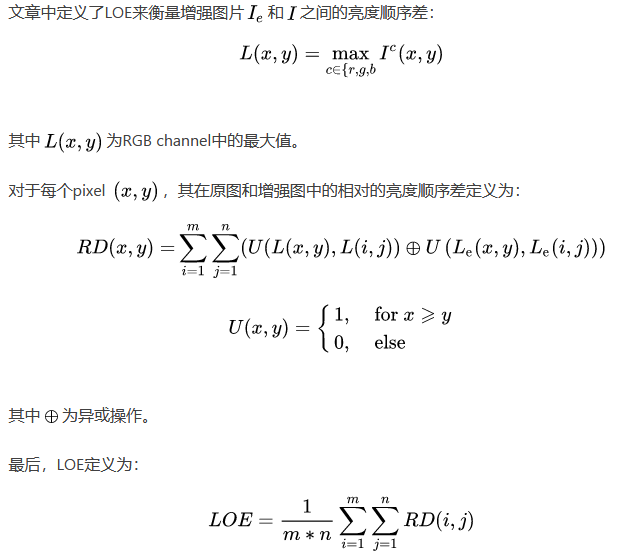 文章中定义了LOE来衡量增强图片 $I_e$ 和 $I$ 之间的亮度顺序差：
$L(x,y) = \max_{c\in\{r,g,b} I^c(x,y)$
其中 $L(x,y)$ 为RGB channel中的最大值。
对于每个pixel $(x,y)$ ，其在原图和增强图中的相对的亮度顺序差定义为：
$RD(x,y) = \sum_{i=1}^{m} \sum_{j=1}^{n} (U(L(x,y), L(i,j)) \oplus U(L_{\mathrm{e}}(x,y), L_{\mathrm{e}}(i,j)))$
$U(x,y) = \begin{cases} 1, & \text{for } x \geqslant y \\ 0, & \text{else} \end{cases}$
其中 $\oplus$ 为异或操作。
最后，LOE定义为：
$LOE = \frac{1}{m*n} \sum_{i=1}^{m} \sum_{j=1}^{n} RD(i,j)$